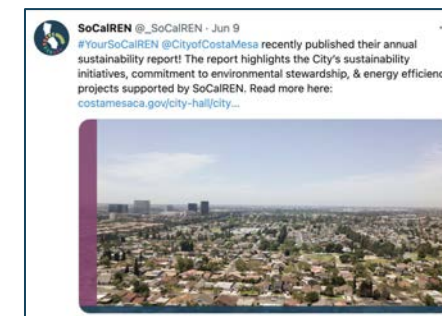 SoCalREN @_SoCalREN · Jun 9
#YourSoCalREN @CityofCostaMesa recently published their annual
sustainability report! The report highlights the City's sustainability
initiatives, commitment to environmental stewardship, & energy efficienc
projects supported by SoCalREN. Read more here:
costamesaca.gov/city-hall/city...